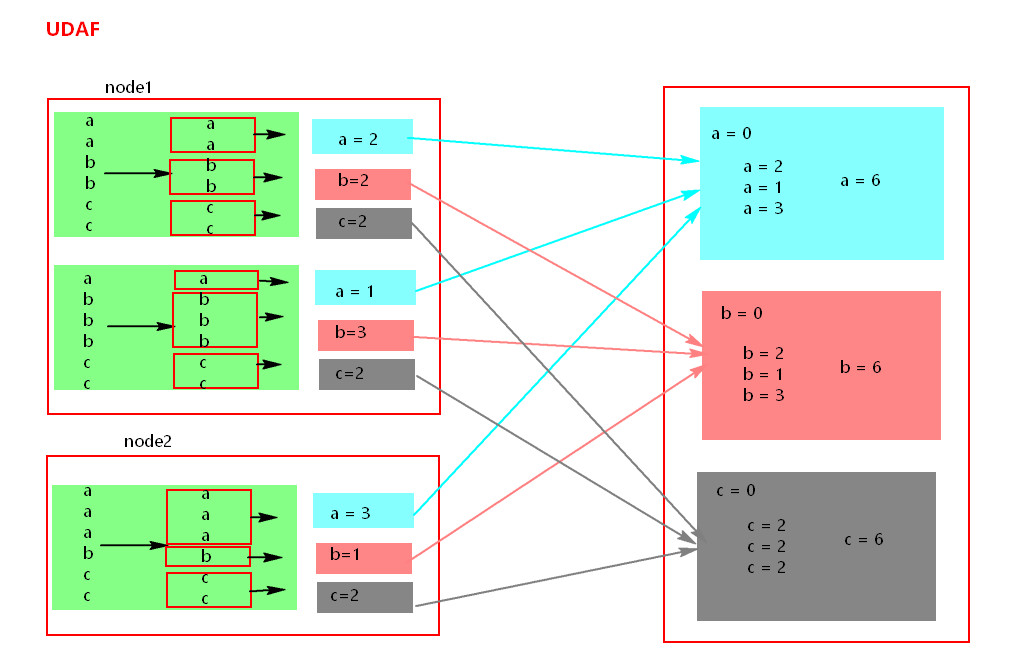 UDAF
node1
a
a
b
b
c
c
a
a
b
b
c
c
a = 2
b=2
c=2
a
b
b
b
c
c
a
b
b
b
c
c
a = 1
b=3
c=2
node2
a
a
a
b
c
c
a
a
a
b
c
c
a = 3
b=1
c=2
a = 0
a = 2
a = 1
a = 3
a = 6
b = 0
b = 2
b = 1
b = 3
b = 6
c = 0
c = 2
c = 2
c = 2
c = 6